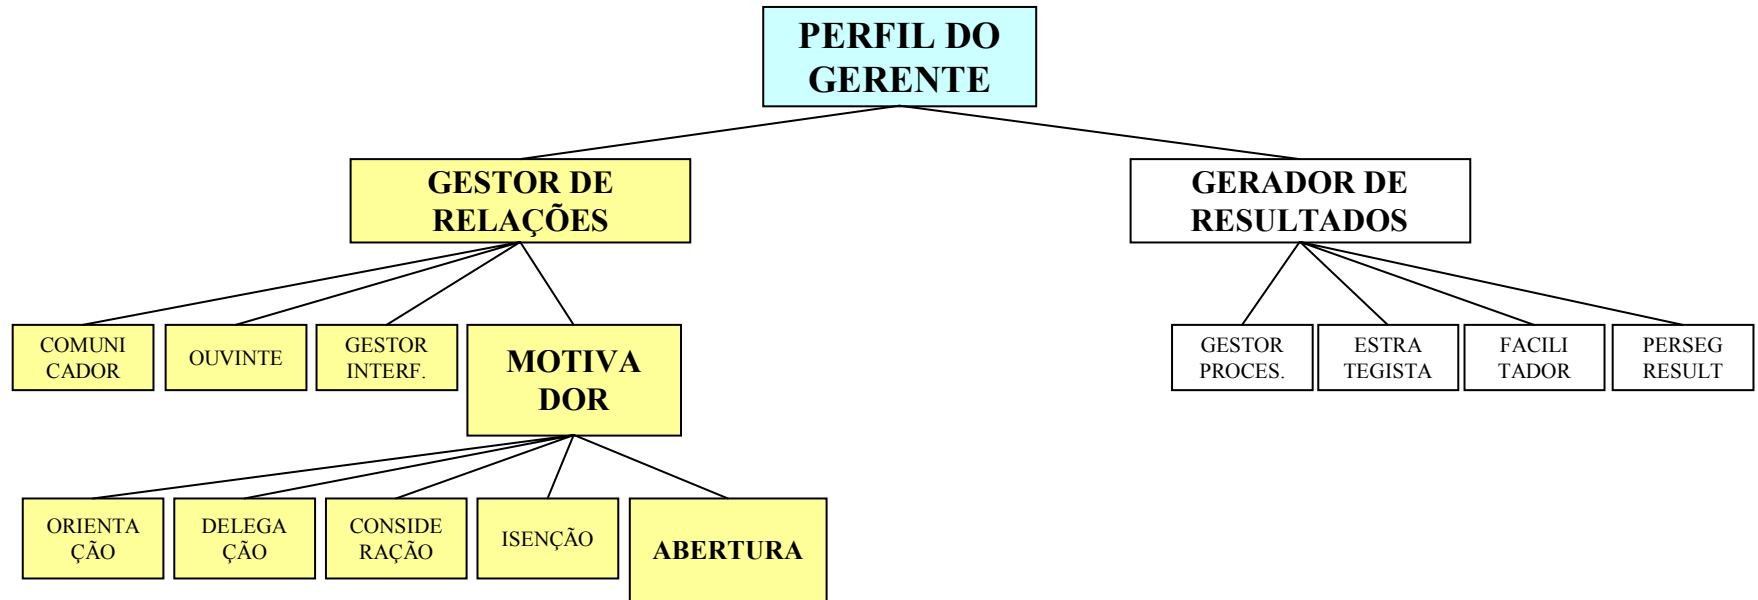 PERFIL DO
GERENTE
GESTOR DE
RELAÇÕES
GERADOR DE
RESULTADOS
COMUNI
CADOR
OUVINTE
GESTOR
INTERF.
MOTIVA
DOR
GESTOR
PROCES.
ESTRA
TEGISTA
FACILI
TADOR
PERSEG
RESULT
ORIENTA
ÇÃO
DELEGA
ÇÃO
CONSIDE
RAÇÃO
ISENÇÃO
ABERTURA